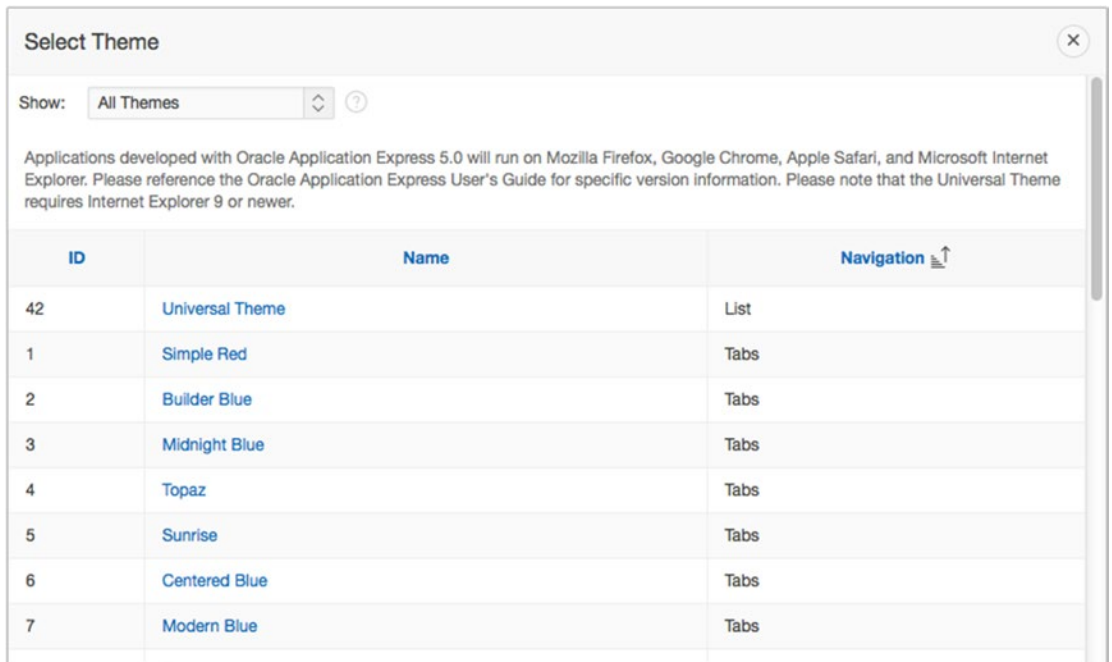 Select Theme
Show: All Themes
Applications developed with Oracle Application Express 5.0 will run on Mozilla Firefox, Google Chrome, Apple Safari, and Microsoft Internet
Explorer. Please reference the Oracle Application Express User's Guide for specific version information. Please note that the Universal Theme
requires Internet Explorer 9 or newer.
ID Name Navigation
42 Universal Theme List
1 Simple Red Tabs
2 Builder Blue Tabs
3 Midnight Blue Tabs
4 Topaz Tabs
5 Sunrise Tabs
6 Centered Blue Tabs
7 Modern Blue Tabs